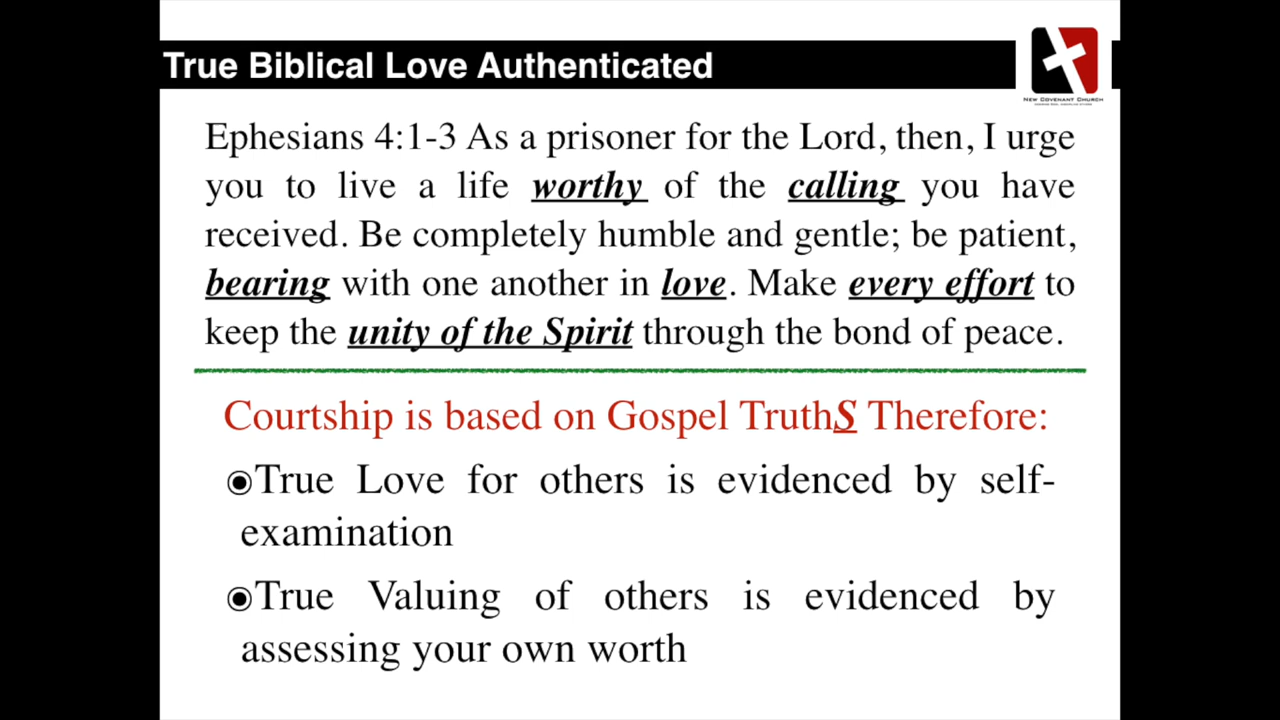 True Biblical Love Authenticated
NEW COVENANT CHURCH
Ephesians 4:1-3 As a prisoner for the Lord, then, I urge
you to live a life worthy of the calling you have
received. Be completely humble and gentle; be patient,
bearing with one another in love. Make every effort to
keep the unity of the Spirit through the bond of peace.
Courtship is based on Gospel TruthS Therefore:
◉True Love for others is evidenced by self-
examination
◉True Valuing of others is evidenced by
assessing your own worth